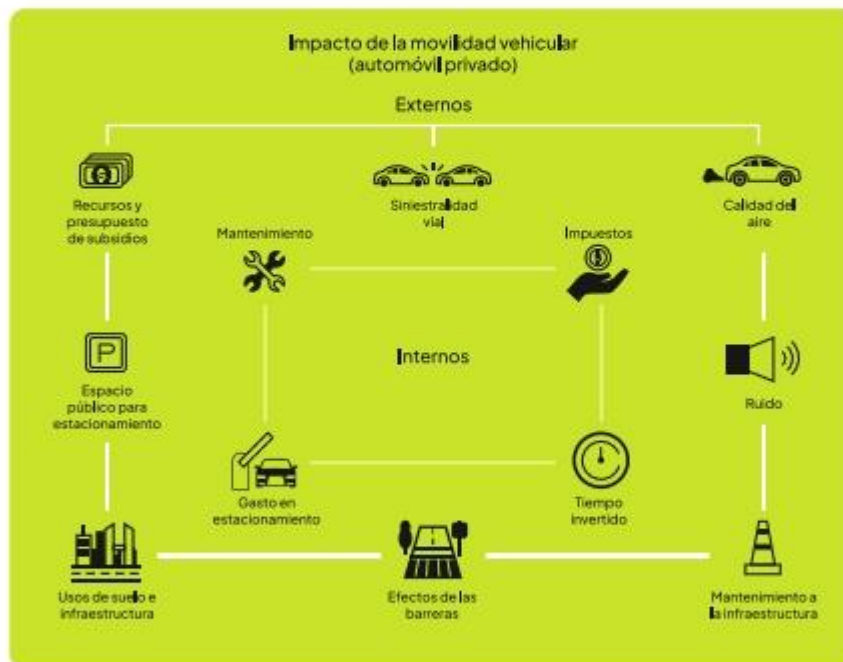 Impacto de la movilidad vehicular
(automóvil privado)
Externos
Recursos y
presupuesto
de subsidios
Siniestralidad
vial
Calidad del
aire
Mantenimiento
Impuestos
Internos
P
Espacio
público para
estacionamiento
Ruido
Gasto en
estacionamiento
Tiempo
invertido
Usos de suelo e
infraestructura
Efectos de las
barreras
Mantenimiento a
la infraestructura